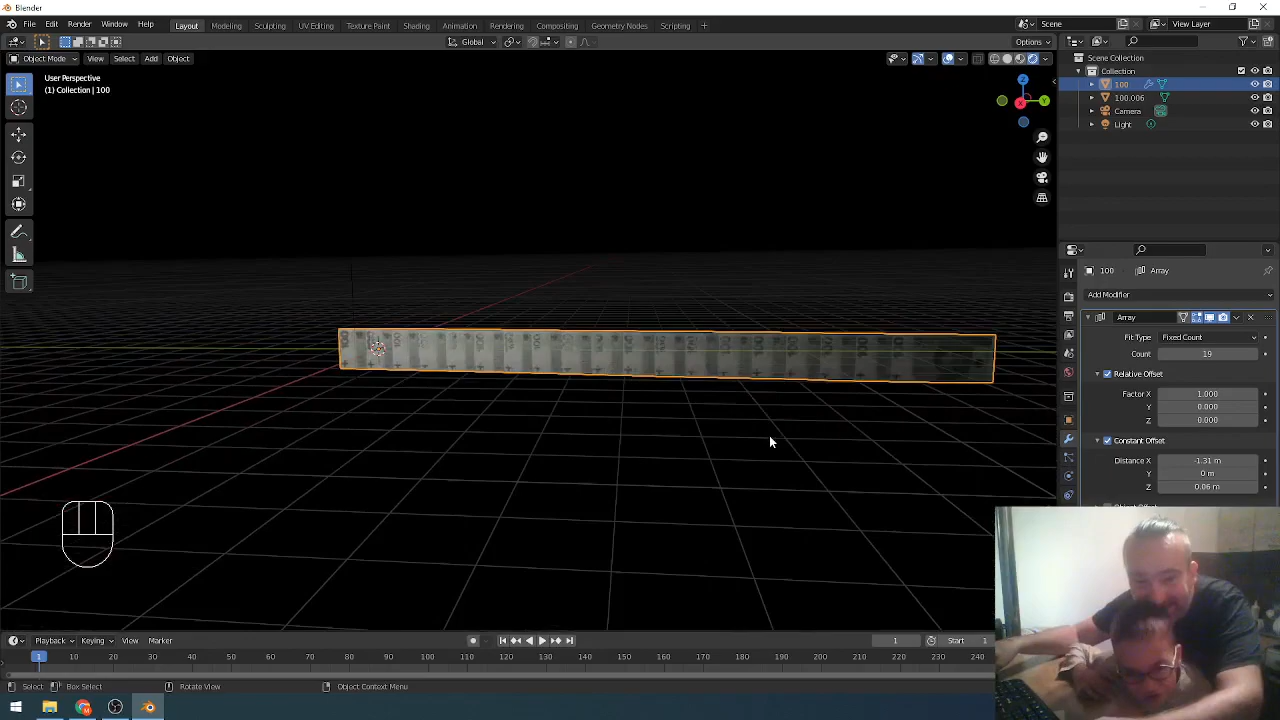 Blender
File Edit Render Window Help
Layout Modeling Sculpting UV Editing Texture Paint Shading Animation Rendering Compositing Geometry Nodes Scripting +
Scene
View Layer
Global
Options
Object Mode View Select Add Object
User Perspective
(1) Collection | 100
Z
Y
X
Scene Collection
Collection
100
100.006
Camera
Light
100 Array
Add Modifier
Array
Fit Type Fixed Count
Count 19
Relative Offset
Factor X 1.000
Y 0.000
Z 0.000
Constant Offset
Distance X -1.31 m
Y 0 m
Z 0.06 m
Playback Keying View Marker
1 Start 1
1 10 20 30 40 50 60 70 80 90 100 110 120 130 140 150 160 170 180 190 200 210 220 230 240
Select Box Select Rotate View Object Context Menu